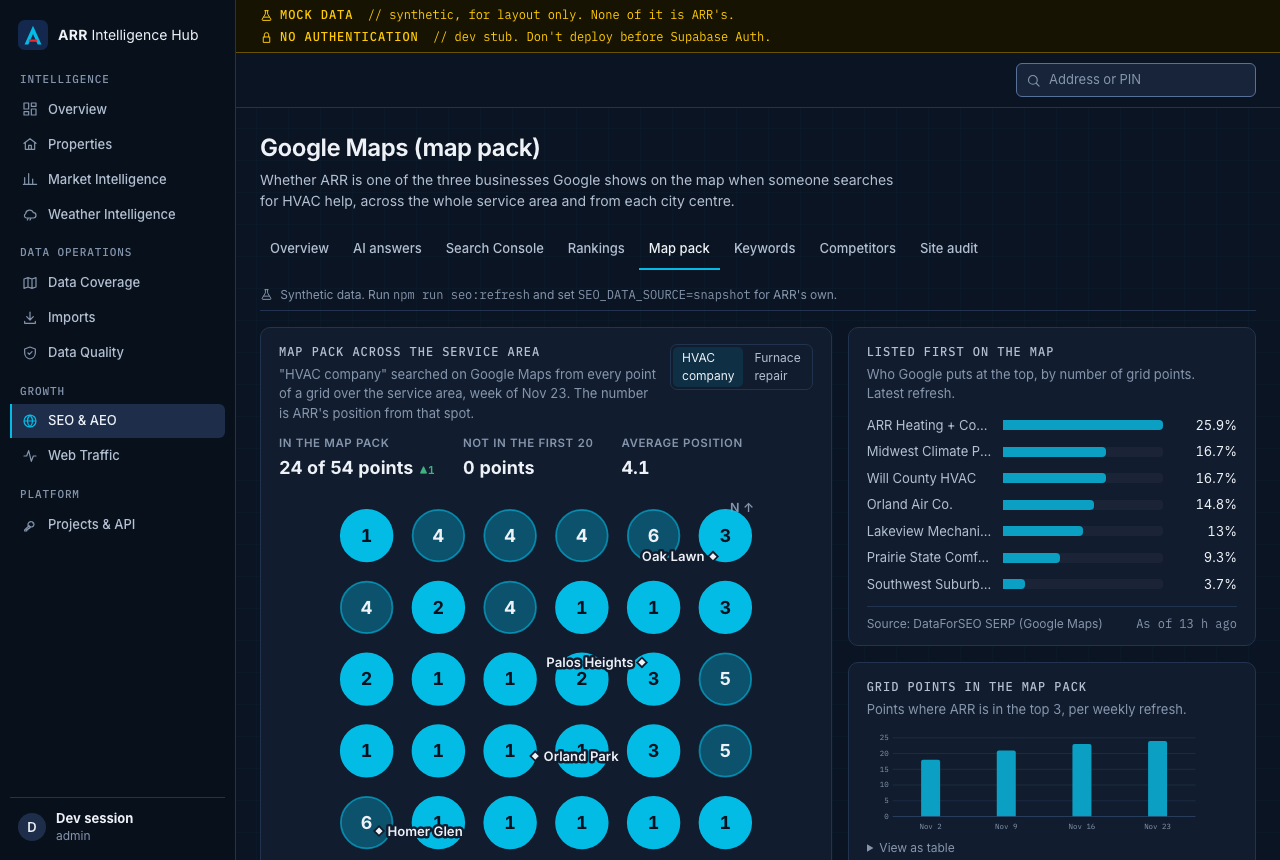 MOCK DATA // synthetic, for layout only. None of it is ARR's.
NO AUTHENTICATION // dev stub. Don't deploy before Supabase Auth.
ARR Intelligence Hub
INTELLIGENCE
Overview
Properties
Market Intelligence
Weather Intelligence
DATA OPERATIONS
Data Coverage
Imports
Data Quality
GROWTH
SEO & AEO
Web Traffic
PLATFORM
Projects & API
D
Dev session
admin
Address or PIN
Google Maps (map pack)
Whether ARR is one of the three businesses Google shows on the map when someone searches
for HVAC help, across the whole service area and from each city centre.
Overview AI answers Search Console Rankings Map pack Keywords Competitors Site audit
Synthetic data. Run npm run seo:refresh and set SEO_DATA_SOURCE=snapshot for ARR's own.
MAP PACK ACROSS THE SERVICE AREA
"HVAC company" searched on Google Maps from every point
of a grid over the service area, week of Nov 23. The number
is ARR's position from that spot.
HVAC company
Furnace repair
IN THE MAP PACK
24 of 54 points ▲1
NOT IN THE FIRST 20
0 points
AVERAGE POSITION
4.1
N ↑
1 4 4 4 6 3
Oak Lawn
4 2 4 1 1 3
Palos Heights
2 1 1 2 3 5
1 1 1 1 3 5
Orland Park
6 1 1 1 1 1
Homer Glen
LISTED FIRST ON THE MAP
Who Google puts at the top, by number of grid points.
Latest refresh.
ARR Heating + Co... 25.9%
Midwest Climate P... 16.7%
Will County HVAC 16.7%
Orland Air Co. 14.8%
Lakeview Mechani... 13%
Prairie State Comf... 9.3%
Southwest Suburb... 3.7%
Source: DataForSEO SERP (Google Maps) As of 13 h ago
GRID POINTS IN THE MAP PACK
Points where ARR is in the top 3, per weekly refresh.
25
20
15
10
5
0
Nov 2 Nov 9 Nov 16 Nov 23
▶ View as table